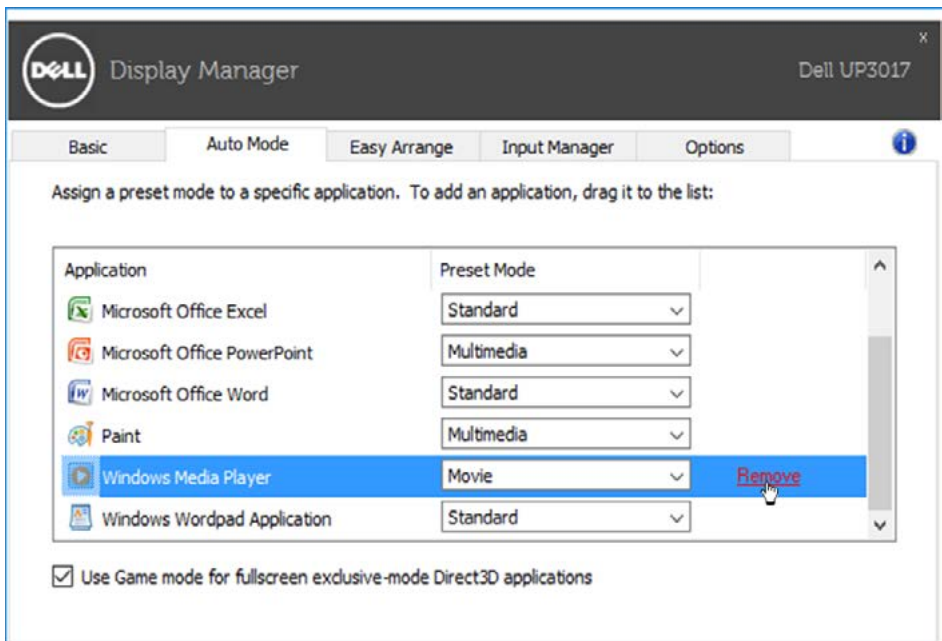 DELL Display Manager Dell UP3017
Basic Auto Mode Easy Arrange Input Manager Options
Assign a preset mode to a specific application. To add an application, drag it to the list:
Application Preset Mode
Microsoft Office Excel Standard
Microsoft Office PowerPoint Multimedia
Microsoft Office Word Standard
Paint Multimedia
Windows Media Player Movie Remove
Windows Wordpad Application Standard
Use Game mode for fullscreen exclusive-mode Direct3D applications